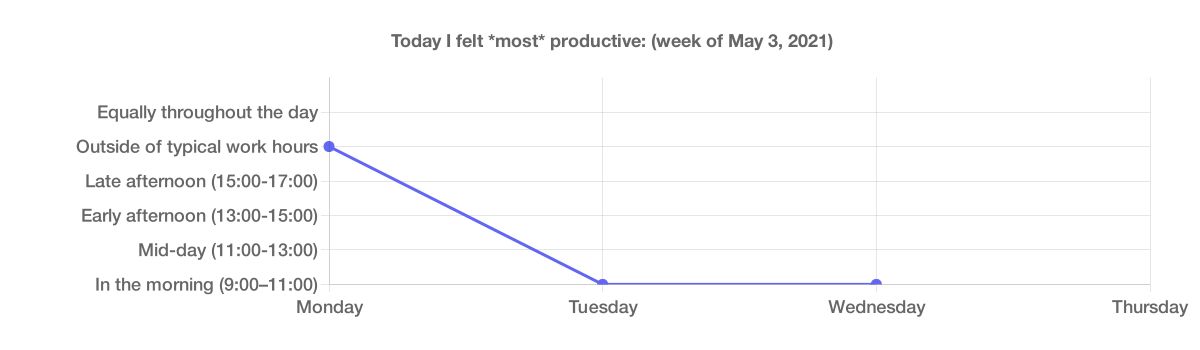 Today I felt *most* productive: (week of May 3, 2021)
Equally throughout the day
Outside of typical work hours
Late afternoon (15:00-17:00)
Early afternoon (13:00-15:00)
Mid-day (11:00-13:00)
In the morning (9:00–11:00)
Monday
Tuesday
Wednesday
Thursday